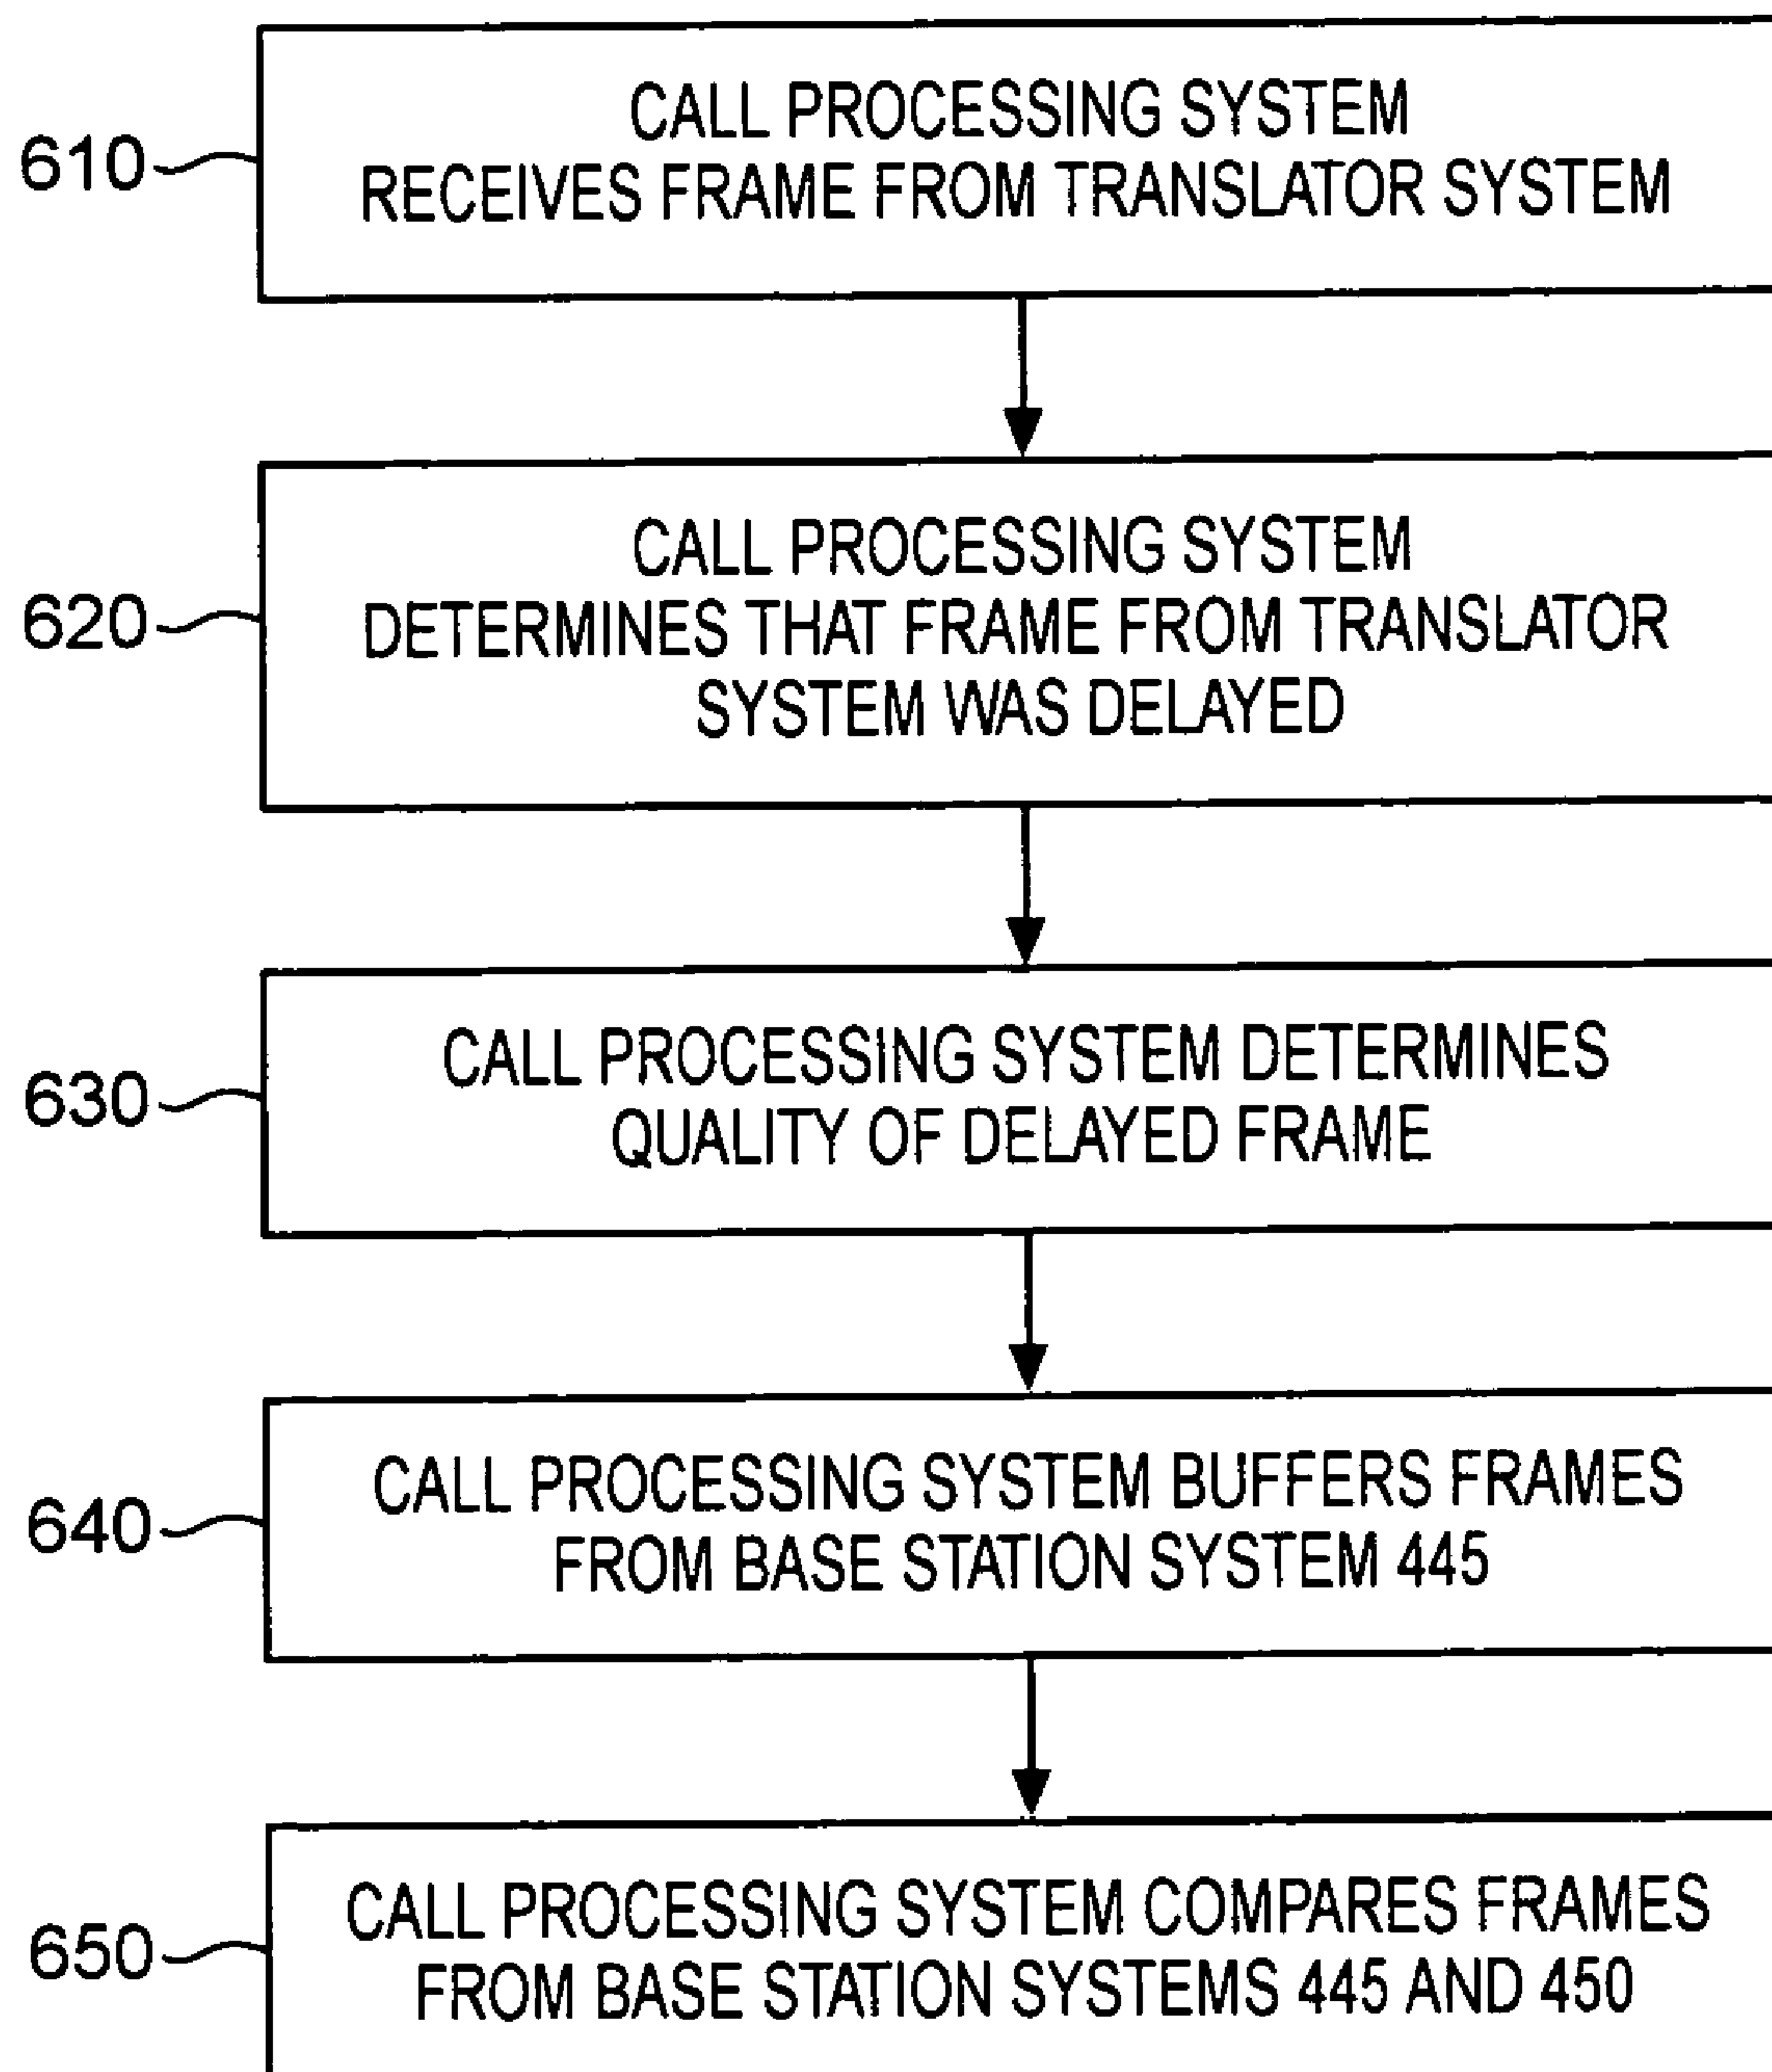 610
CALL PROCESSING SYSTEM
RECEIVES FRAME FROM TRANSLATOR SYSTEM
620
CALL PROCESSING SYSTEM
DETERMINES THAT FRAME FROM TRANSLATOR
SYSTEM WAS DELAYED
630
CALL PROCESSING SYSTEM DETERMINES
QUALITY OF DELAYED FRAME
640
CALL PROCESSING SYSTEM BUFFERS FRAMES
FROM BASE STATION SYSTEM 445
650
CALL PROCESSING SYSTEM COMPARES FRAMES
FROM BASE STATION SYSTEMS 445 AND 450